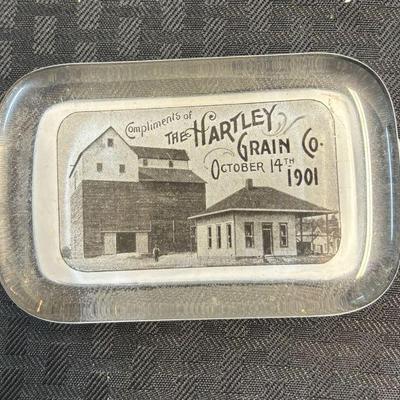 Compliments of
THE HARTLEY
GRAIN CO.
OCTOBER 14TH
1901